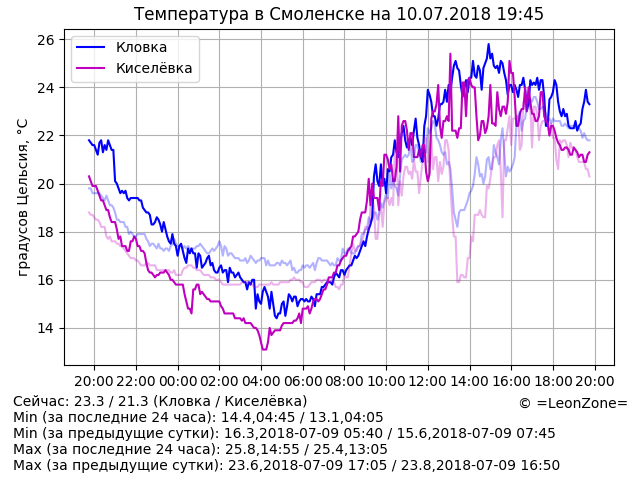 Температура в Смоленске на 10.07.2018 19:45
Кловка
Киселёвка
градусов Цельсия, °C
26
24
22
20
18
16
14
20:00 22:00 00:00 02:00 04:00 06:00 08:00 10:00 12:00 14:00 16:00 18:00 20:00
Сейчас: 23.3 / 21.3 (Кловка / Киселёвка)
© =LeonZone=
Min (за последние 24 часа): 14.4,04:45 / 13.1,04:05
Min (за предыдущие сутки): 16.3,2018-07-09 05:40 / 15.6,2018-07-09 07:45
Max (за последние 24 часа): 25.8,14:55 / 25.4,13:05
Max (за предыдущие сутки): 23.6,2018-07-09 17:05 / 23.8,2018-07-09 16:50